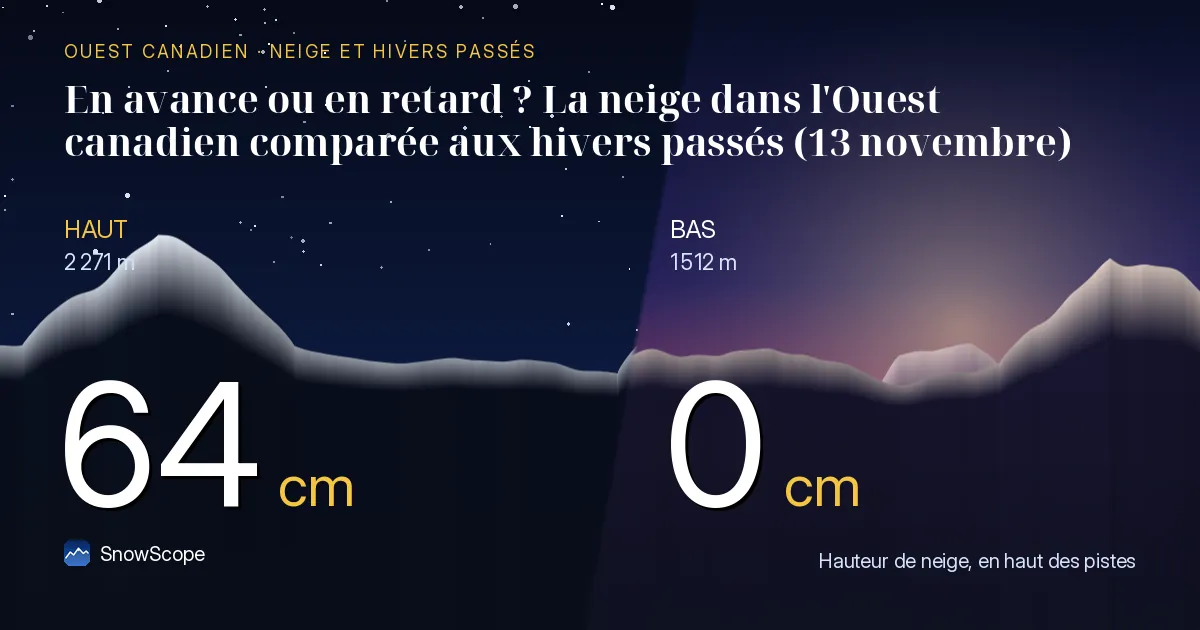 OUEST CANADIEN · NEIGE ET HIVERS PASSÉS
En avance ou en retard ? La neige dans l'Ouest
canadien comparée aux hivers passés (13 novembre)
HAUT
2 271 m
64 cm
BAS
1 512 m
0 cm
SnowScope
Hauteur de neige, en haut des pistes